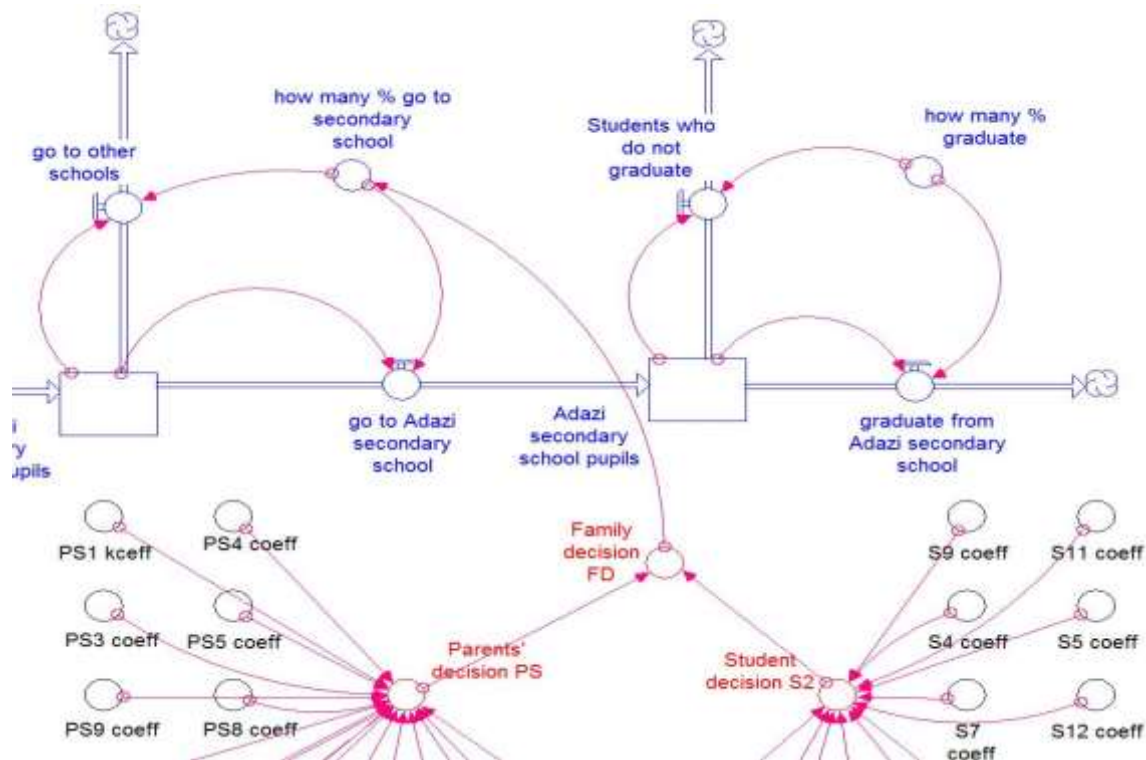 how many % go to
secondary
school
go to other
schools
Students who
do not
graduate
how many %
graduate
go to Adazi
secondary
school
Adazi
secondary
school pupils
graduate from
Adazi secondary
school
i
ry
upils
Family
decision
FD
PS1 kceff
PS4 coeff
S9 coeff
S11 coeff
PS3 coeff
PS5 coeff
S4 coeff
S5 coeff
Parents'
decision PS
Student
decision S2
PS9 coeff
PS8 coeff
S7
coeff
S12 coeff